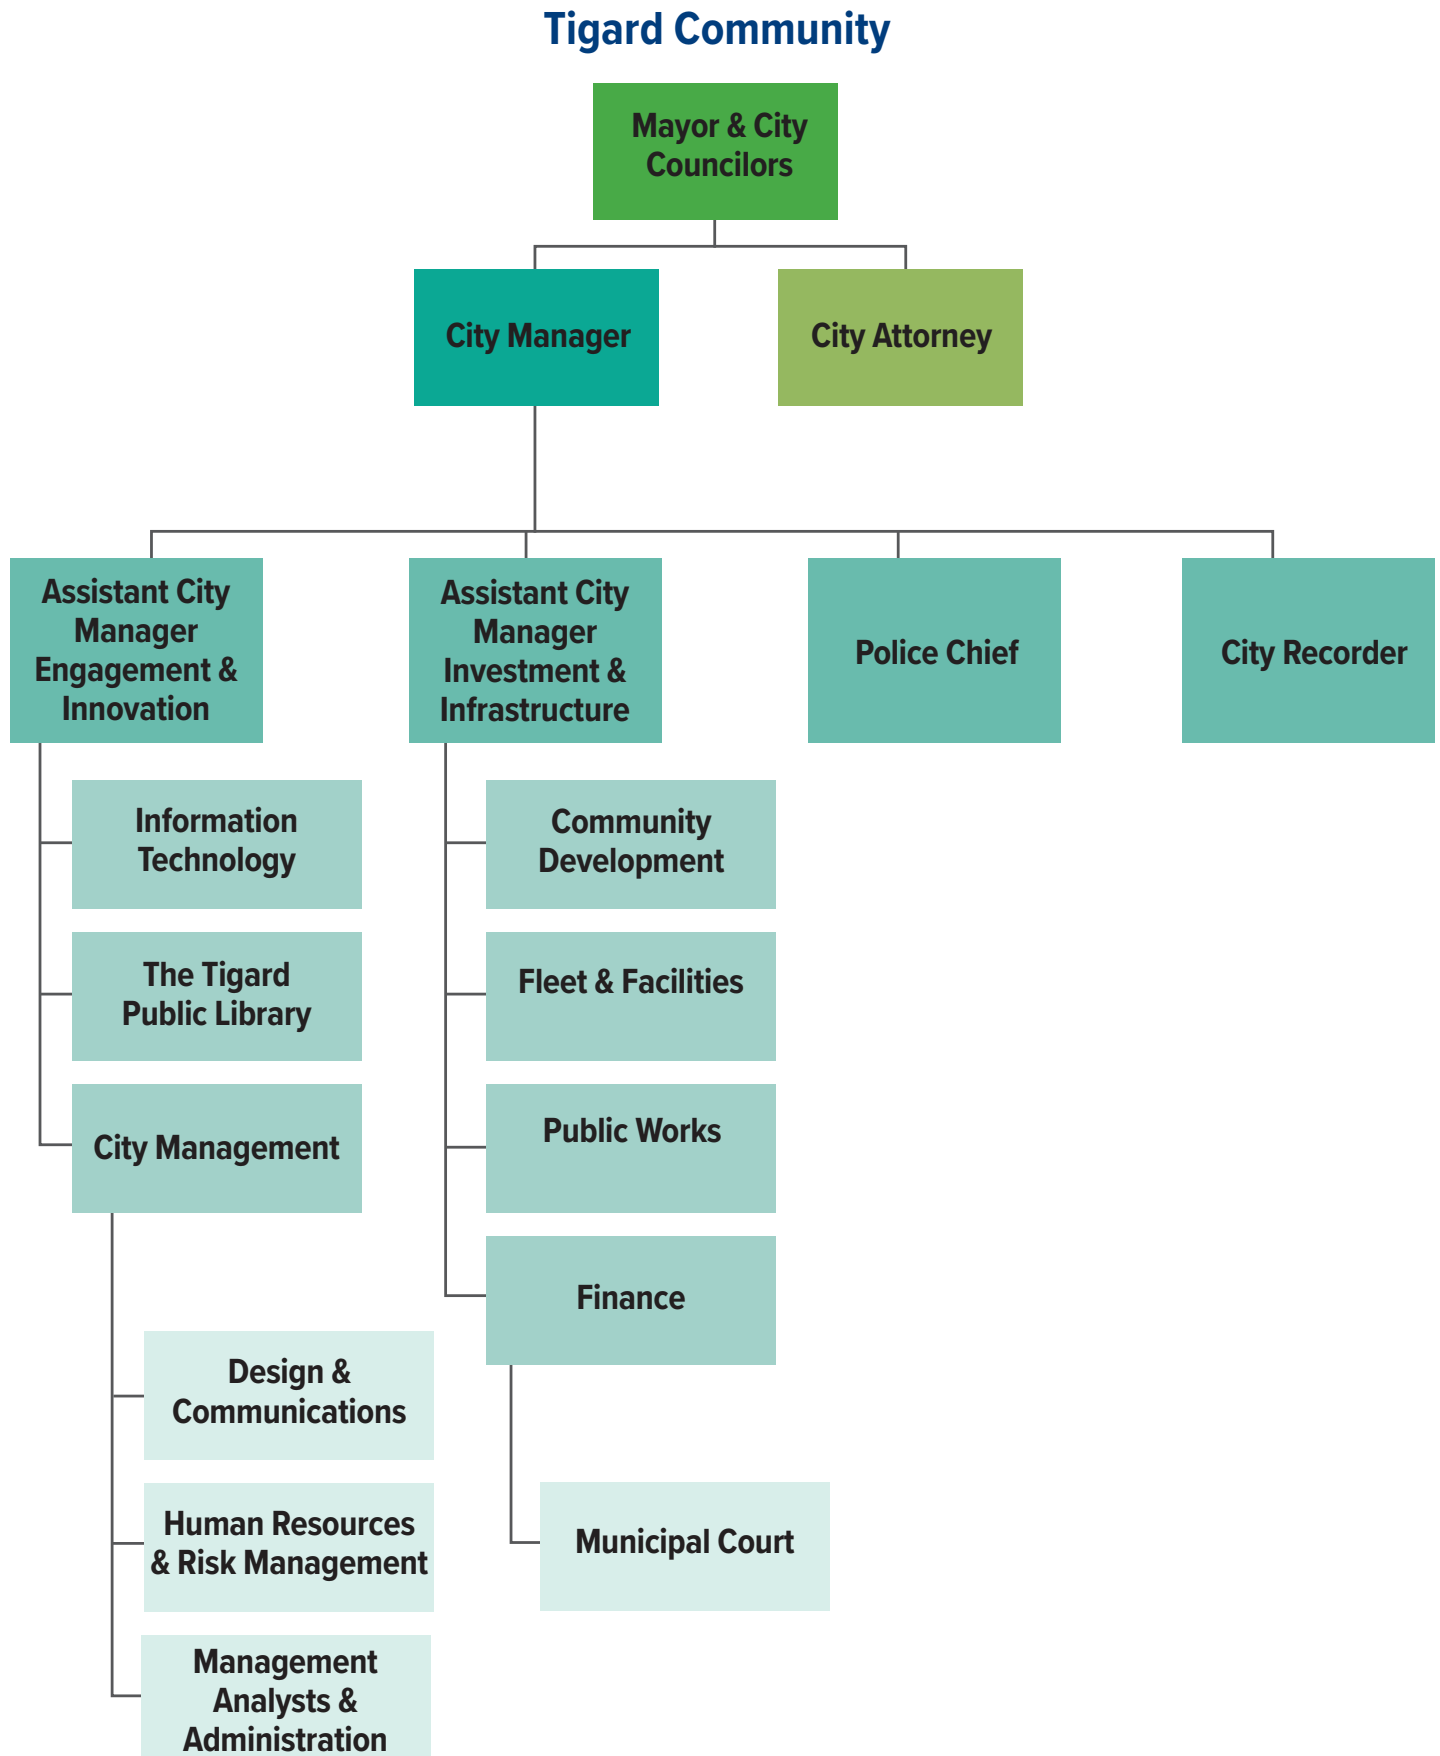 Tigard Community
Mayor & City
Councilors
City Manager
City Attorney
Assistant City
Manager
Engagement &
Innovation
Assistant City
Manager
Investment &
Infrastructure
Police Chief
City Recorder
Information
Technology
The Tigard
Public Library
City Management
Design &
Communications
Human Resources
& Risk Management
Management
Analysts &
Administration
Community
Development
Fleet & Facilities
Public Works
Finance
Municipal Court